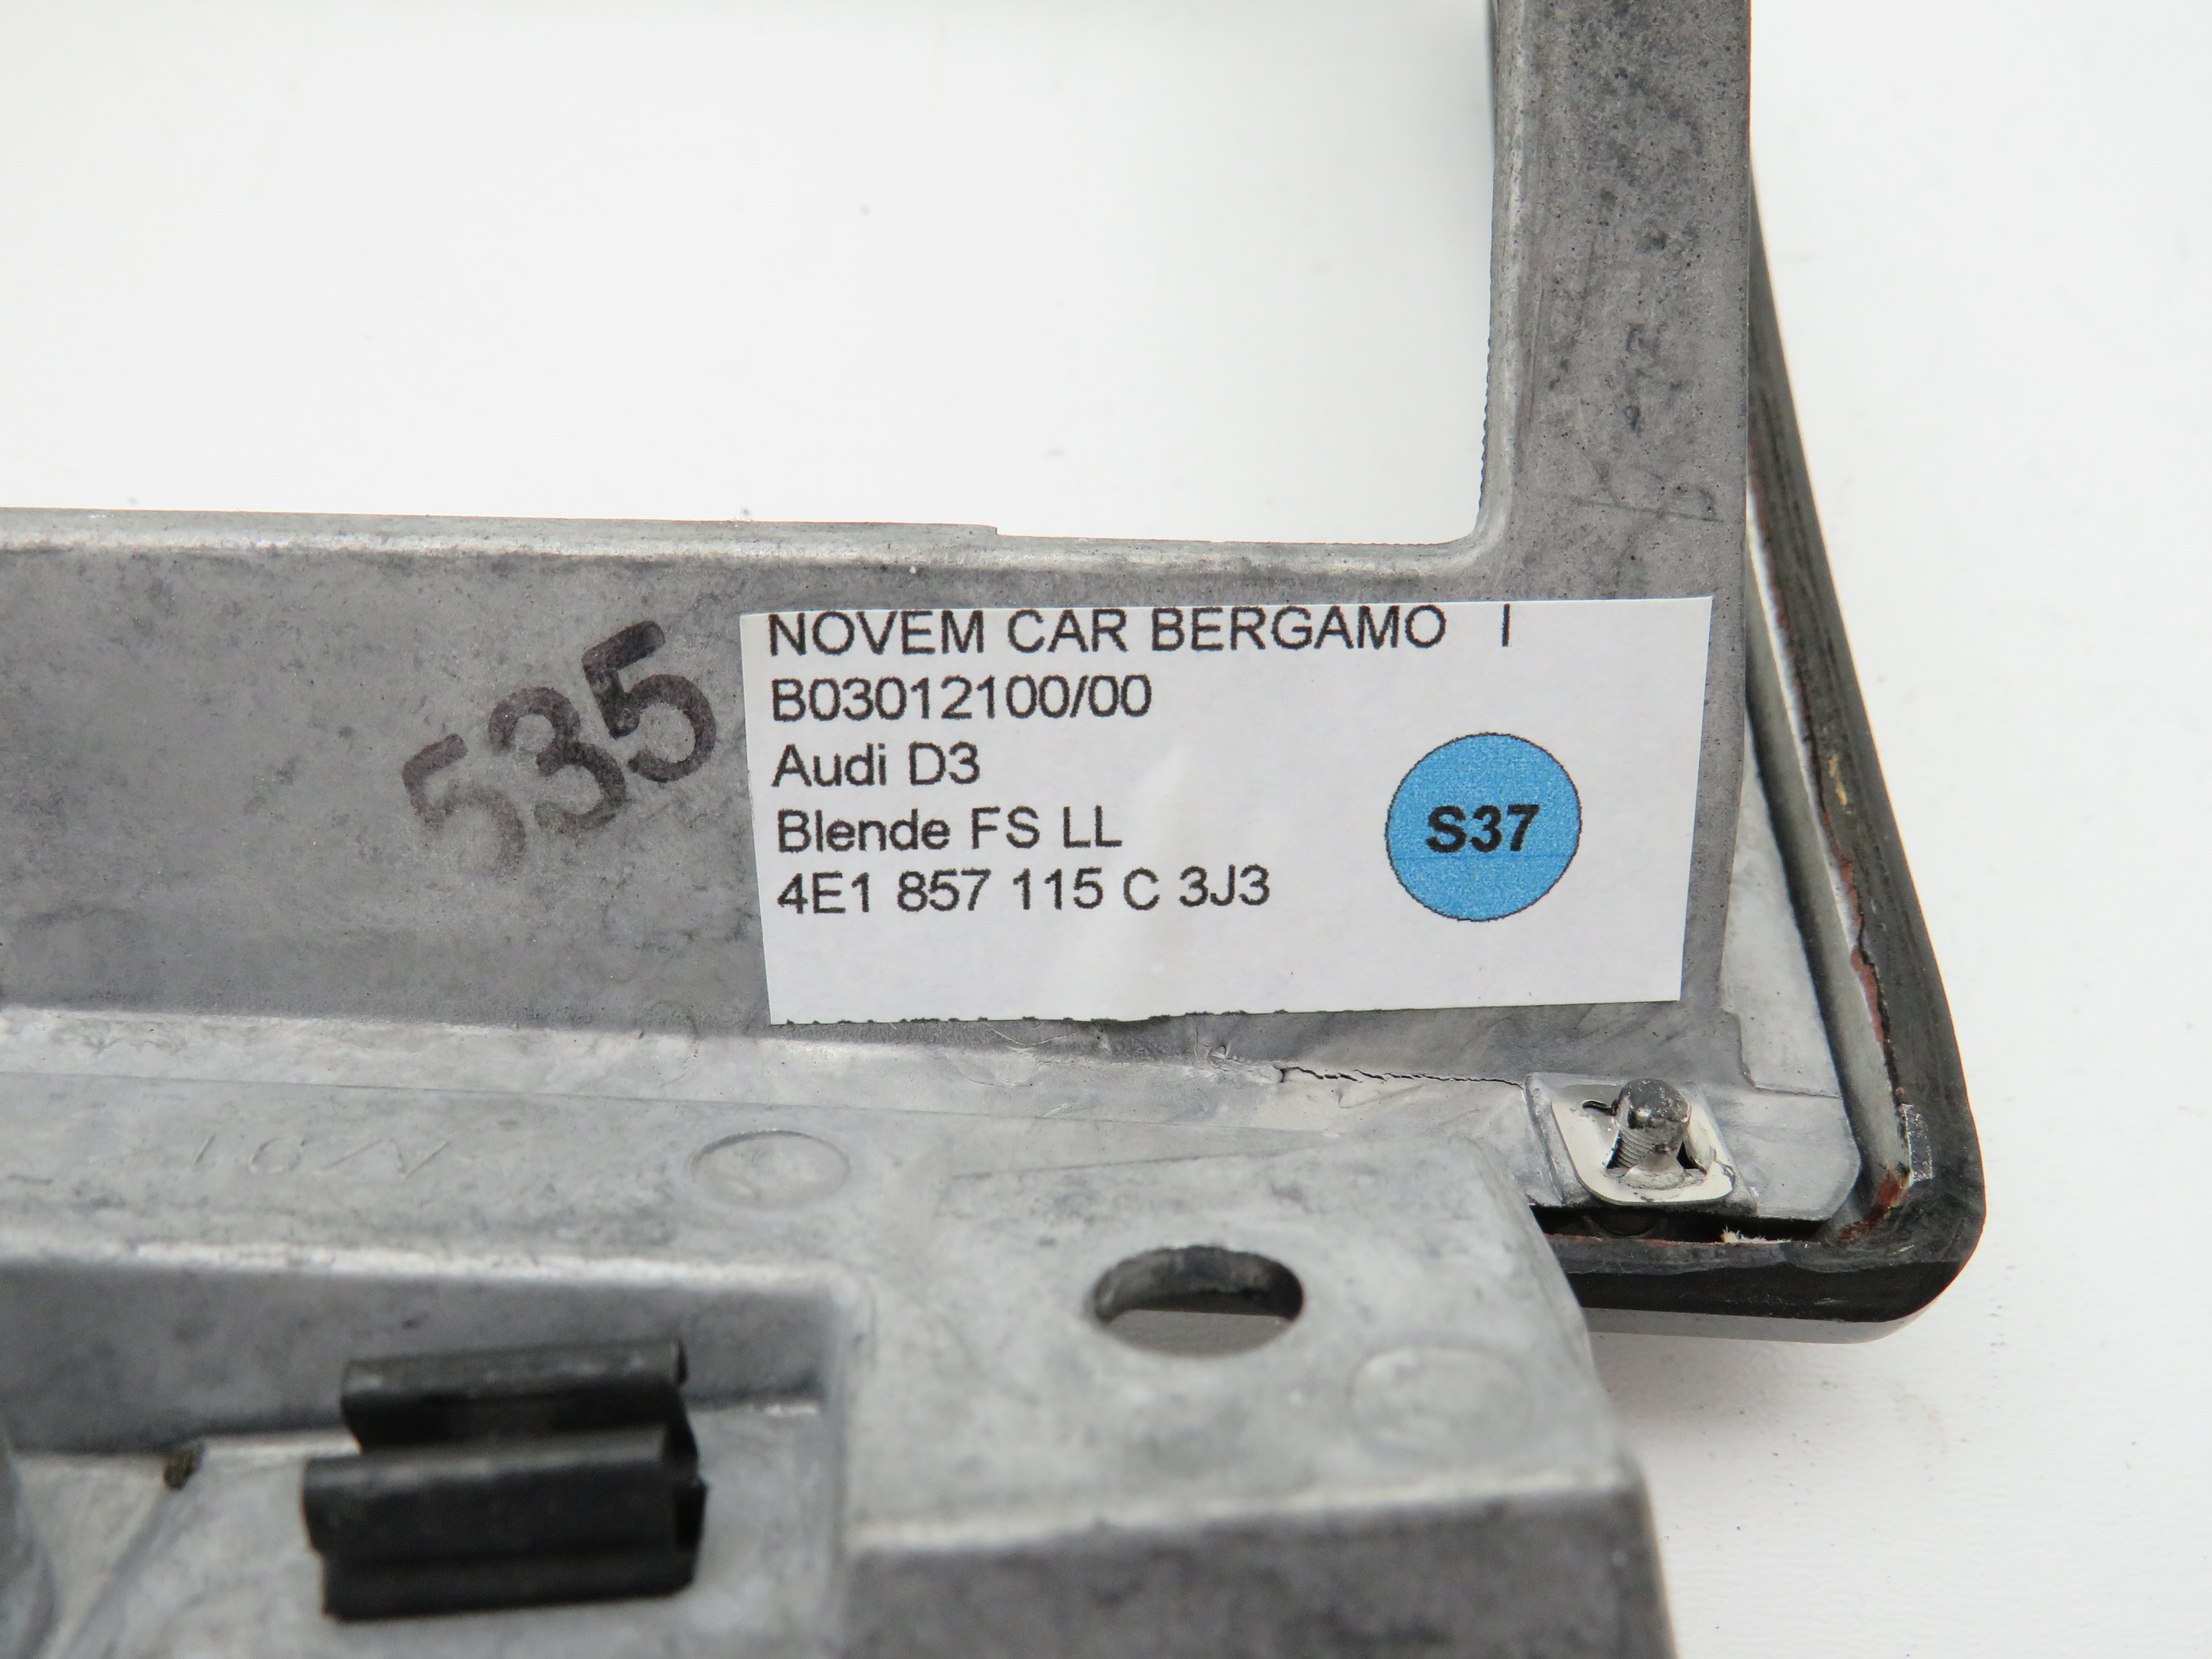 NOVEM CAR BERGAMO I
B03012100/00
Audi D3
Blende FS LL
4E1 857 115 C 3J3
S37
535